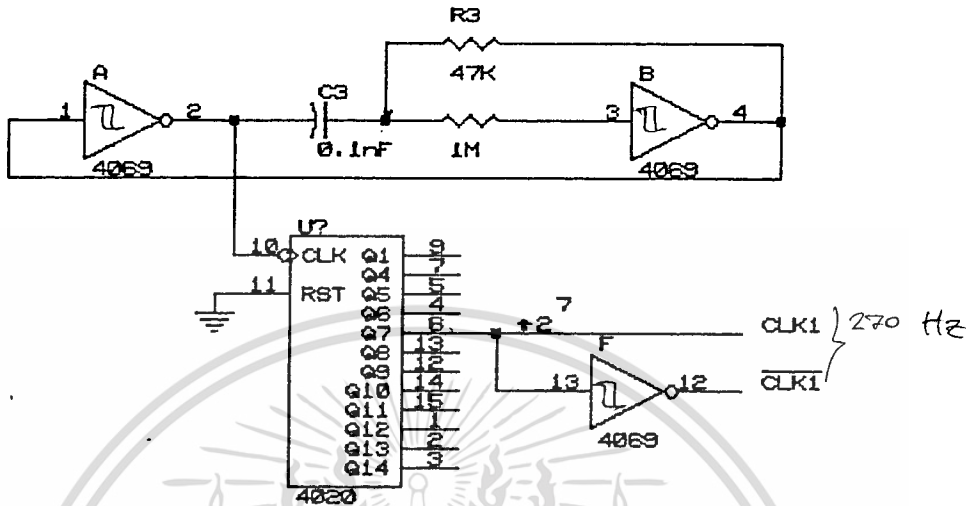 R3
47K
A
B
C3
1
2
3
4
0.1nF
1M
4069
4069
U?
10 CLK Q1 9
Q4 7
11 RST Q5 5
Q6 4
Q7 6
Q8 13
Q9 12
Q10 14
Q11 15
Q12 1
Q13 2
Q14 3
4020
÷2 7
CLK1
270 Hz
F
13
12
CLK1
4069